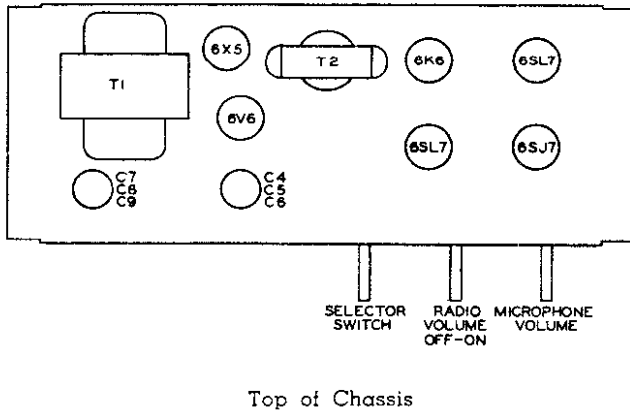 6X5
T2
6K6
6SL7
T1
6V6
6SL7
6SJ7
C7
C8
C9
C4
C5
C6
SELECTOR
SWITCH
RADIO
VOLUME
OFF-ON
MICROPHONE
VOLUME
Top of Chassis